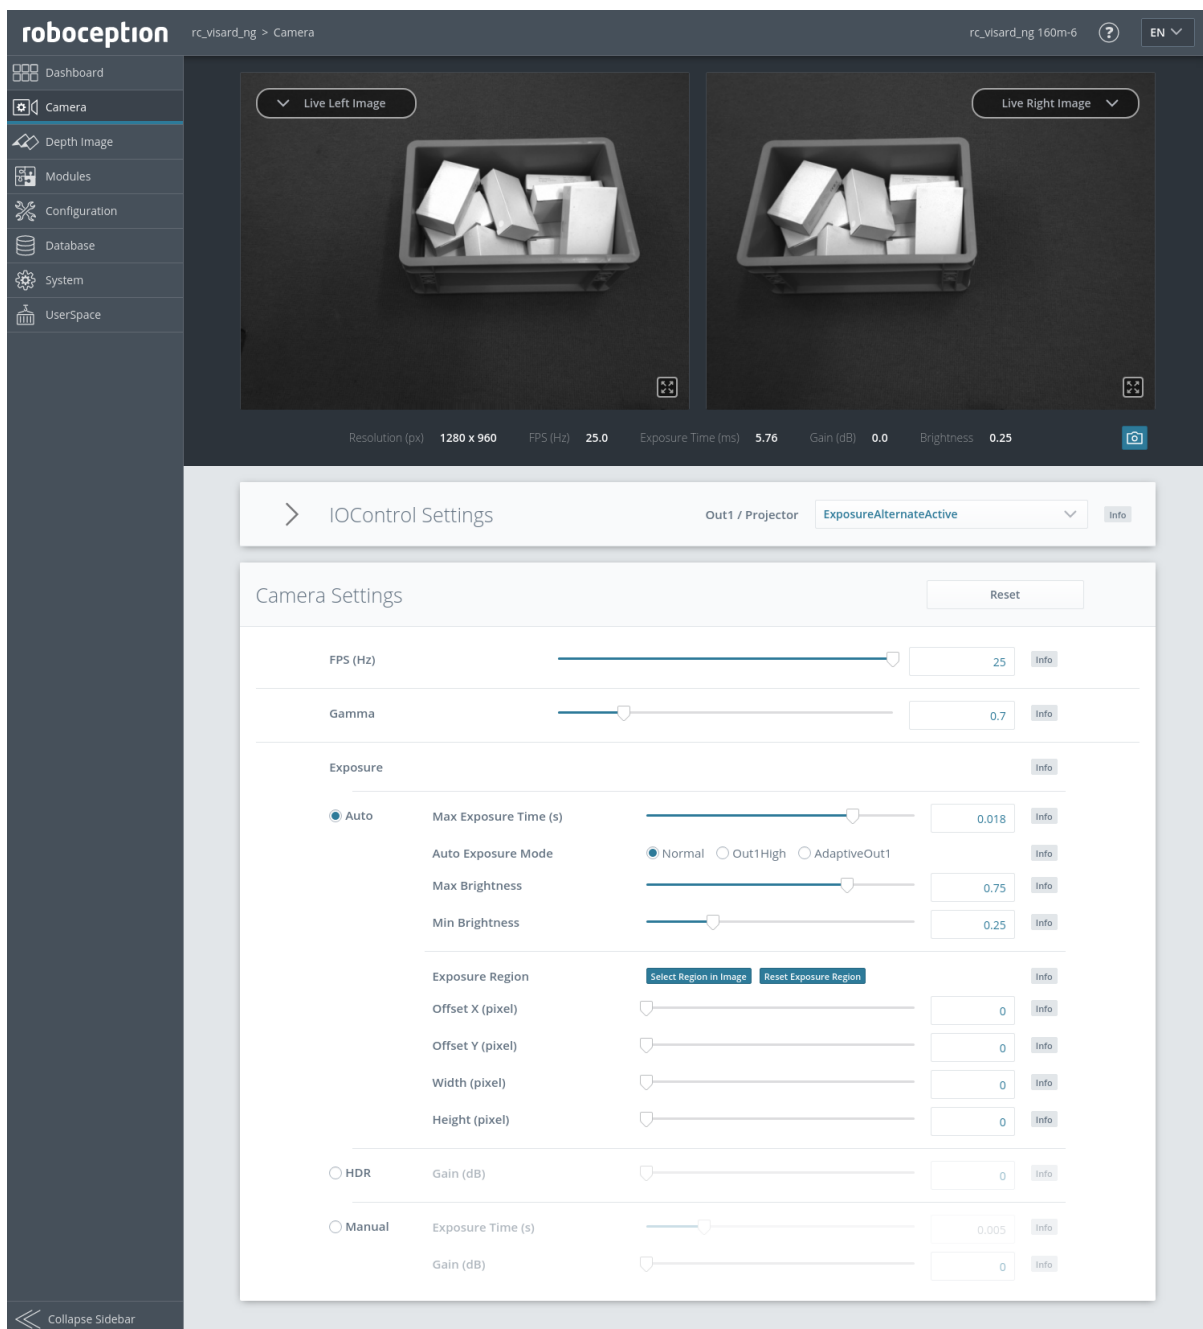 roboception rc_visard_ng > Camera rc_visard_ng 160m-6 ? EN
Dashboard
Camera
Depth Image
Modules
Configuration
Database
System
UserSpace
Live Left Image
Live Right Image
Resolution (px) 1280 x 960 FPS (Hz) 25.0 Exposure Time (ms) 5.76 Gain (dB) 0.0 Brightness 0.25
IOControl Settings Out1 / Projector ExposureAlternateActive Info
Camera Settings Reset
FPS (Hz) 25 Info
Gamma 0.7 Info
Exposure Info
Auto Max Exposure Time (s) 0.018 Info
Auto Exposure Mode Normal Out1High AdaptiveOut1 Info
Max Brightness 0.75 Info
Min Brightness 0.25 Info
Exposure Region Select Region in Image Reset Exposure Region Info
Offset X (pixel) 0 Info
Offset Y (pixel) 0 Info
Width (pixel) 0 Info
Height (pixel) 0 Info
HDR Gain (dB) 0 Info
Manual Exposure Time (s) 0.005 Info
Gain (dB) 0 Info
Collapse Sidebar